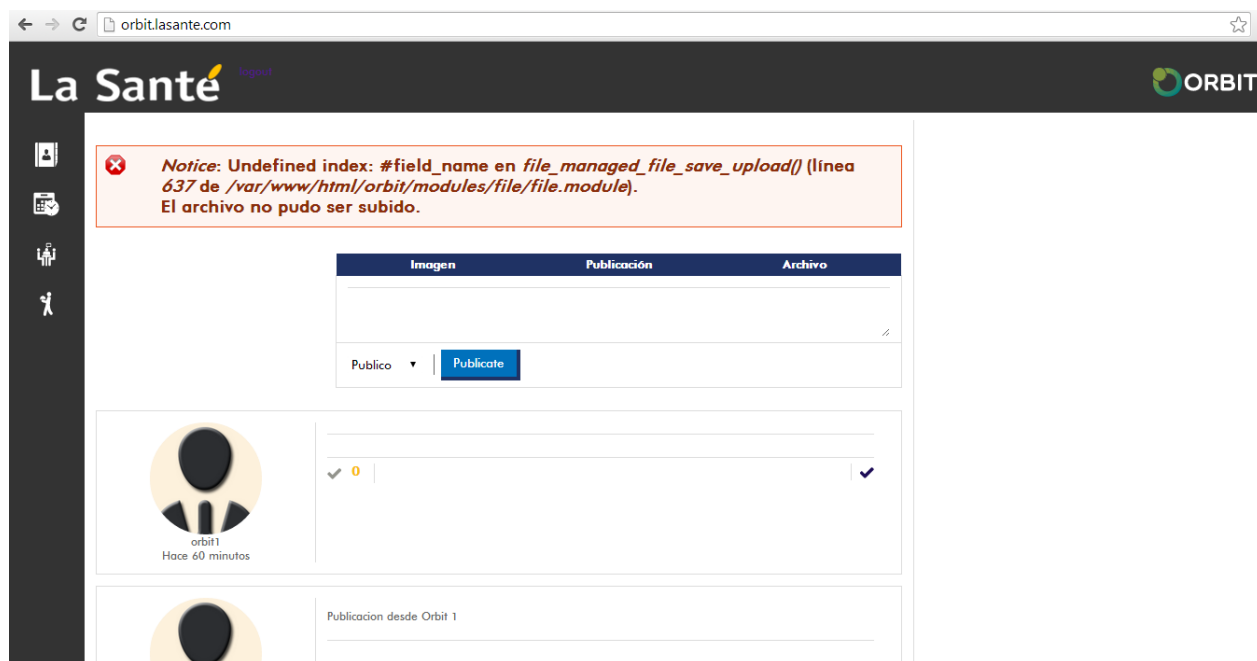 orbit.lasante.com
La Santé
logout
ORBIT
Notice: Undefined index: #field_name en file_managed_file_save_upload() (línea
637 de /var/www/html/orbit/modules/file/file.module).
El archivo no pudo ser subido.
Imagen Publicación Archivo
Publico Publicate
0
orbit1
Hace 60 minutos
Publicacion desde Orbit 1